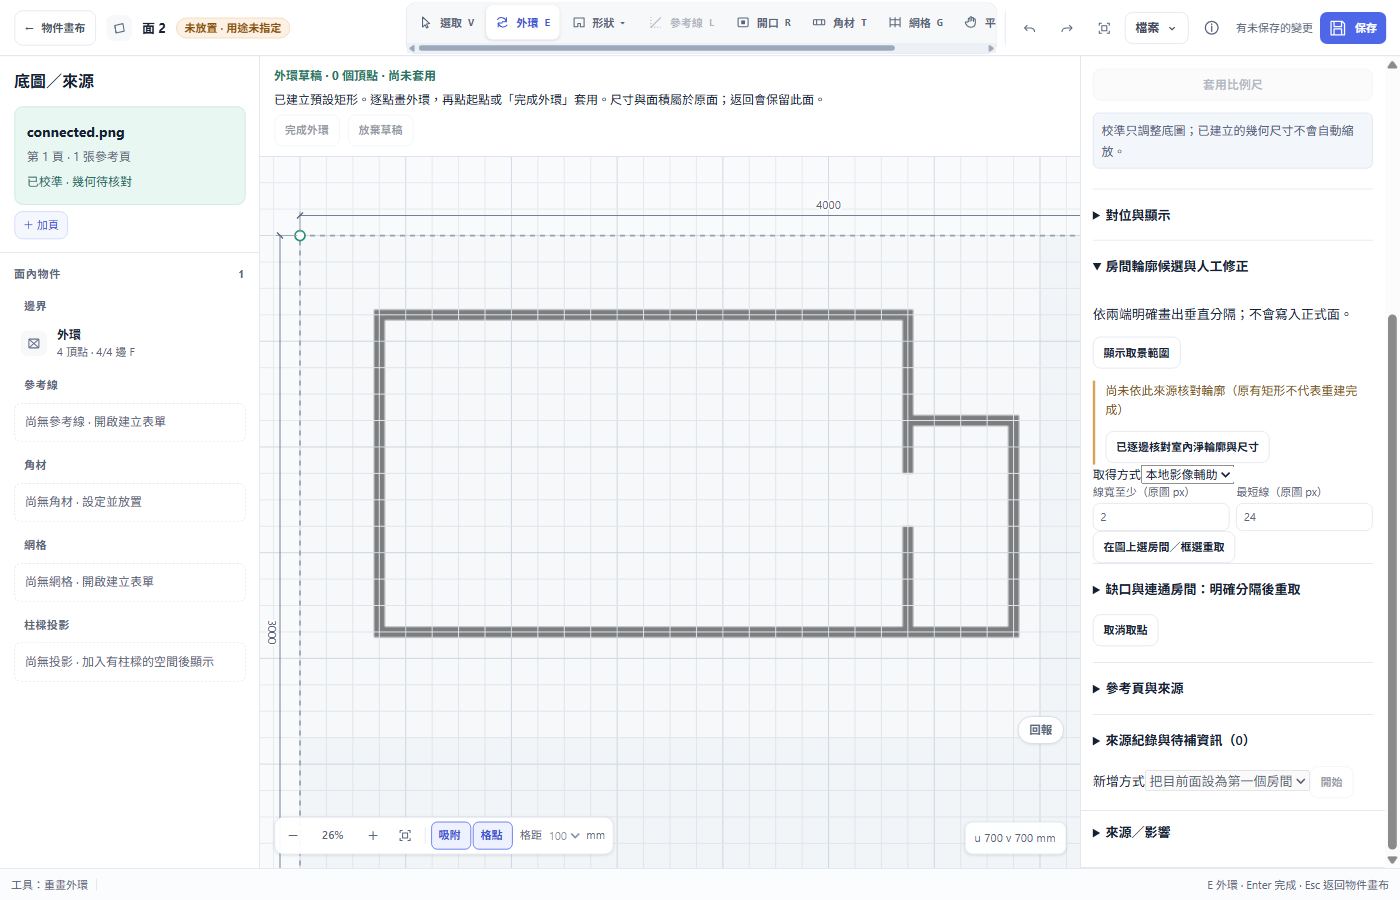 ← 物件畫布
面 2
未放置 · 用途未指定
選取 V
外環 E
形狀
參考線 L
開口 R
角材 T
網格 G
平
檔案
有未保存的變更
保存
底圖／來源
connected.png
第 1 頁 · 1 張參考頁
已校準 · 幾何待核對
＋ 加頁
面內物件 1
邊界
外環
4 頂點 · 4/4 邊 F
參考線
尚無參考線 · 開啟建立表單
角材
尚無角材 · 設定並放置
網格
尚無網格 · 開啟建立表單
柱樑投影
尚無投影 · 加入有柱樑的空間後顯示
外環草稿 · 0 個頂點 · 尚未套用
已建立預設矩形。逐點畫外環，再點起點或「完成外環」套用。尺寸與面積屬於原面；返回會保留此面。
完成外環
放棄草稿
4000
3000
回報
− 26% +
吸附
格點
格距 100 mm
u 700 v 700 mm
套用比例尺
校準只調整底圖；已建立的幾何尺寸不會自動縮
放。
▶ 對位與顯示
▼ 房間輪廓候選與人工修正
依兩端明確畫出垂直分隔；不會寫入正式面。
顯示取景範圍
尚未依此來源核對輪廓（原有矩形不代表重建完
成）
已逐邊核對室內淨輪廓與尺寸
取得方式 本地影像輔助
線寬至少（原圖 px） 最短線（原圖 px）
2 24
在圖上選房間／框選重取
▶ 缺口與連通房間：明確分隔後重取
取消取點
▶ 參考頁與來源
▶ 來源紀錄與待補資訊（0）
新增方式 把目前面設為第一個房間 開始
▶ 來源／影響
工具：重畫外環
E 外環 · Enter 完成 · Esc 返回物件畫布